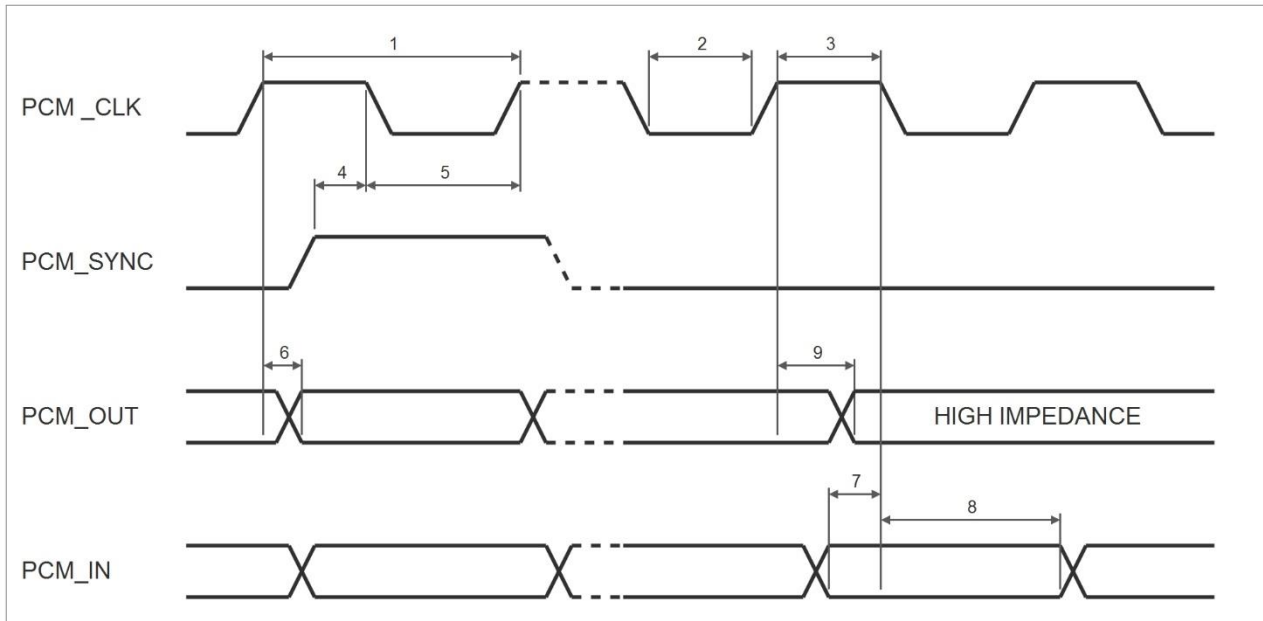 1 2 3
PCM _CLK
4 5
PCM_SYNC
6 9
PCM_OUT HIGH IMPEDANCE
7
8
PCM_IN